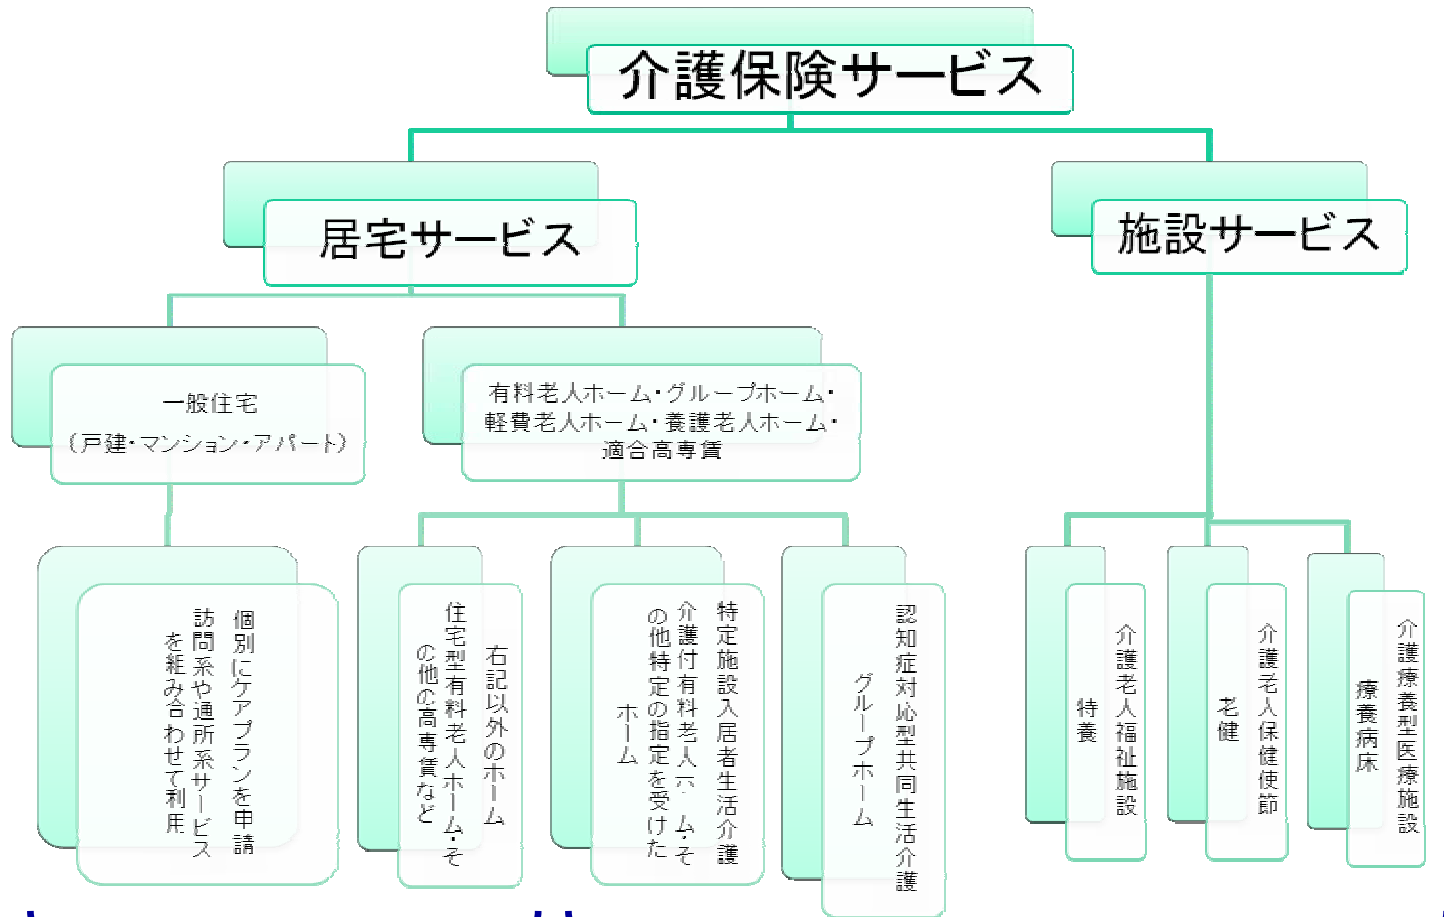 介護保険サービス
居宅サービス
施設サービス
一般住宅
（戸建・マンション・アパート）
有料老人ホーム・グループホーム・
軽費老人ホーム・養護老人ホーム・
適合高専賃
個別にケアプランを申請
訪問系や通所系サービス
を組み合わせて利用
右記以外のホーム
住宅型有料老人ホーム・そ
の他の高専賃など
特定施設入居者生活介護
介護付有料老人ホーム・そ
の他特定の指定を受けた
ホーム
認知症対応型共同生活介護
グループホーム
介護老人福祉施設
特養
介護老人保健使節
老健
介護療養型医療施設
療養病床